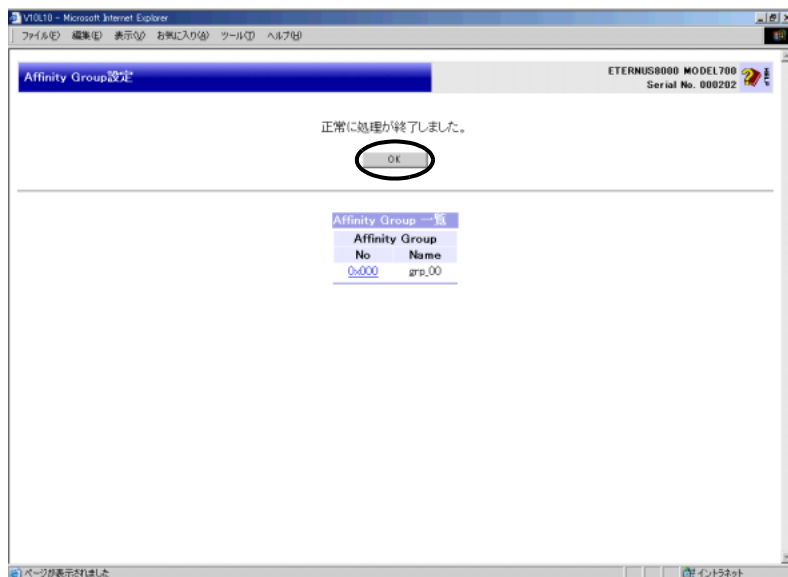 V10L10 - Microsoft Internet Explorer
ファイル(F) 編集(E) 表示(V) お気に入り(A) ツール(T) ヘルプ(H)
Affinity Group設定
ETERNUS8000 MODEL700
Serial No. 000202
HELP
正常に処理が終了しました。
OK
Affinity Group 一覧
Affinity Group
No Name
0x000 grp_00
ページが表示されました
イントラネット